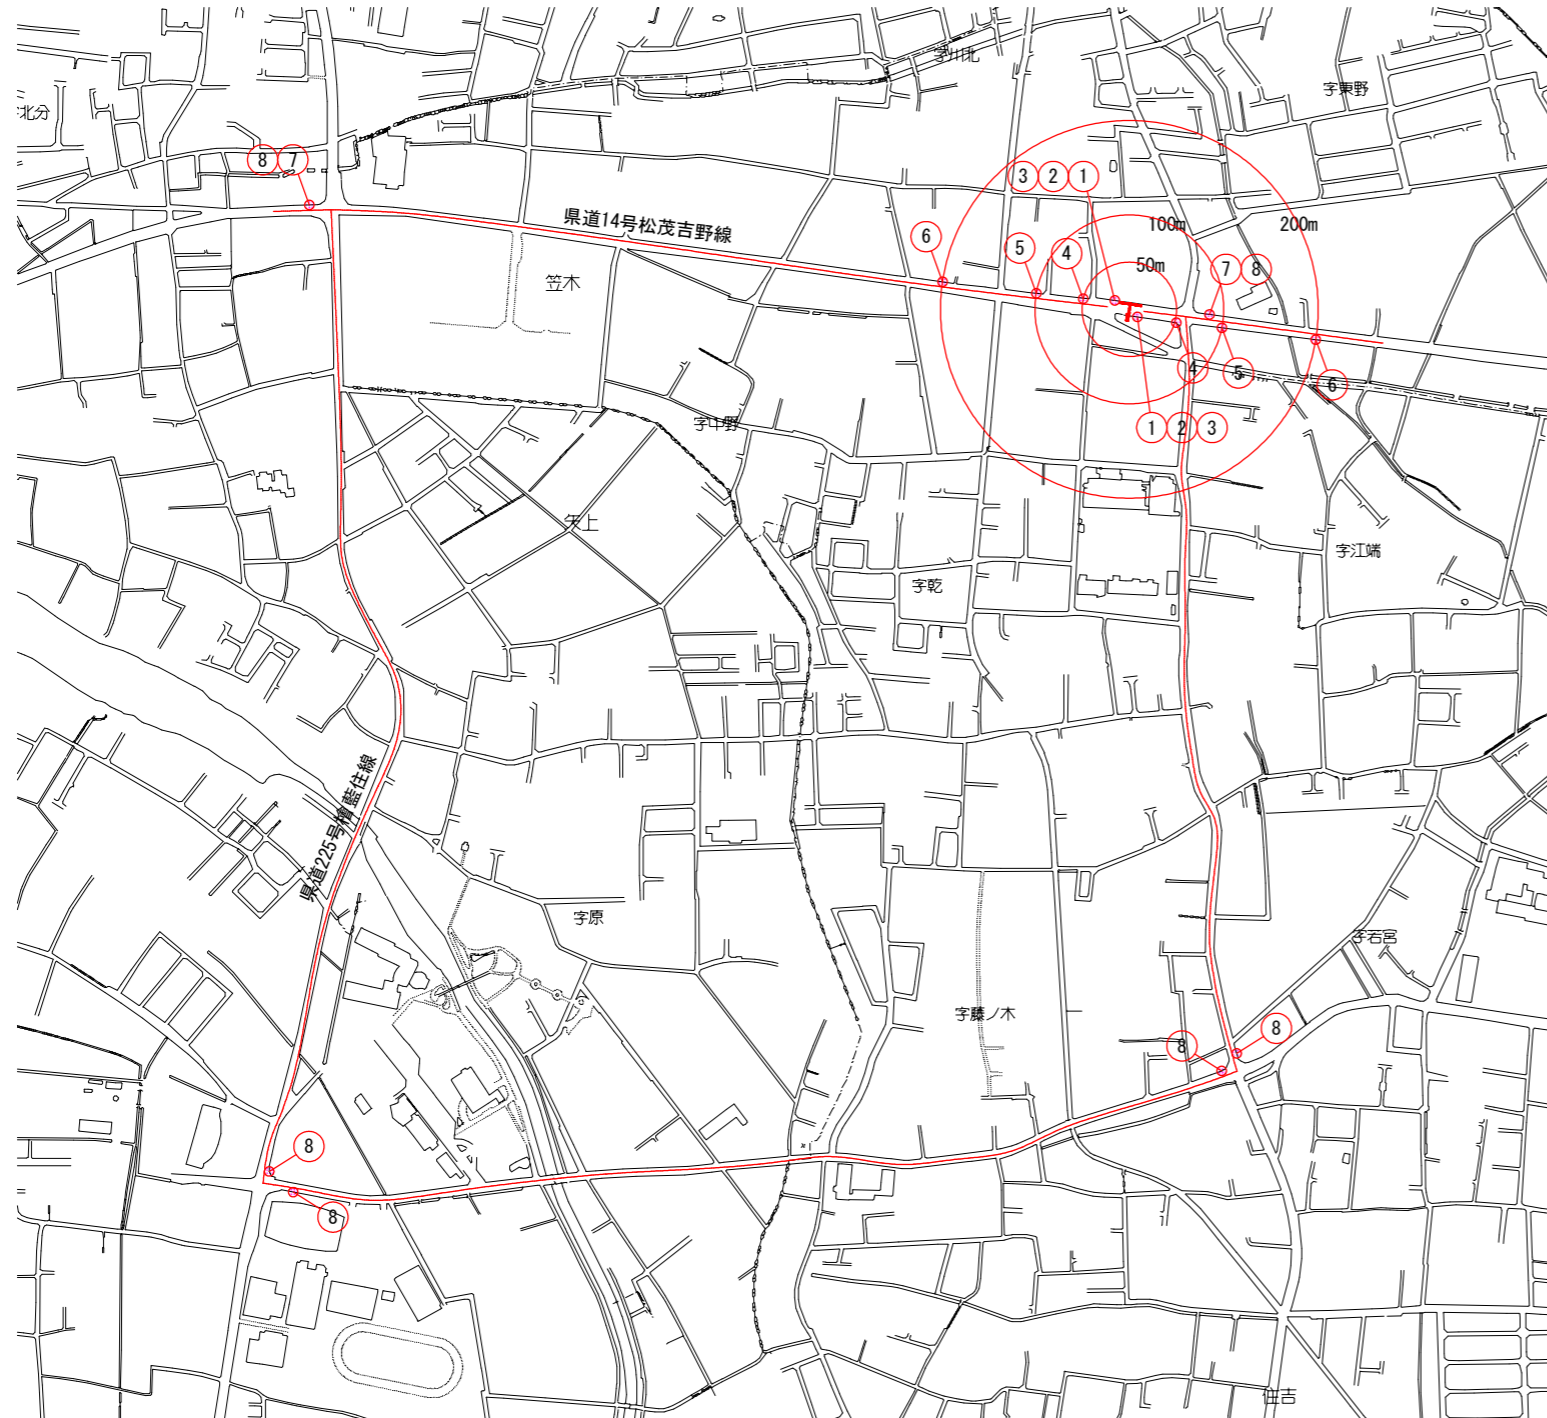 字川北
字東野
北分
⑧ ⑦
③ ② ①
県道14号松茂吉野線
100m
200m
⑥
⑤
④
50m
⑦ ⑧
笠木
④
⑤
⑥
字中野
① ② ③
矢上
字江端
字乾
県道225号檜藍住線
字原
字若宮
字藤ノ木
⑧
⑧
⑧
⑧
住吉